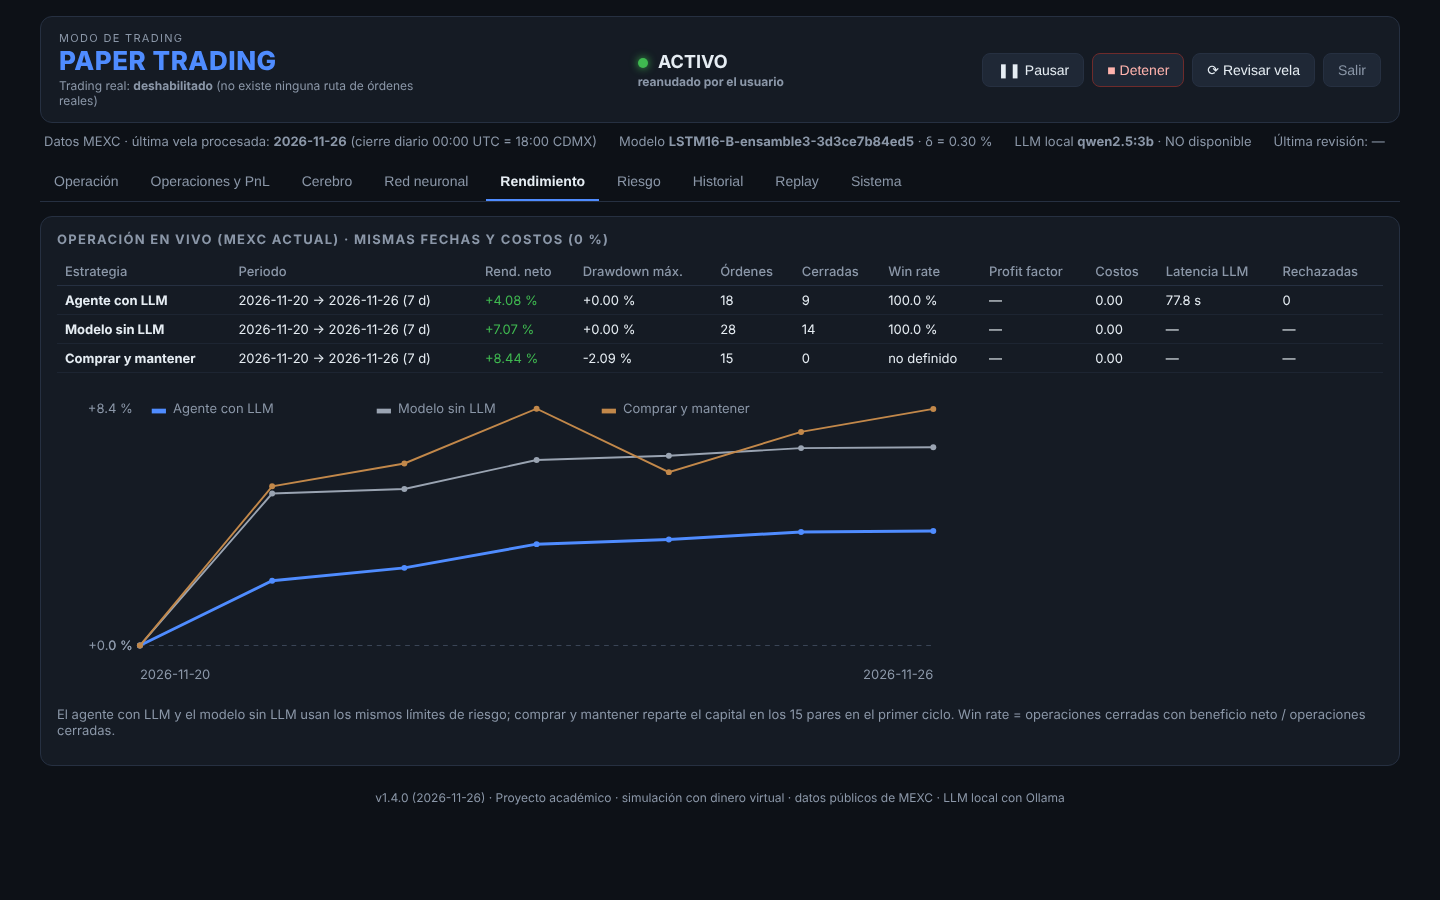 MODO DE TRADING
PAPER TRADING
Trading real: deshabilitado (no existe ninguna ruta de órdenes
reales)
ACTIVO
reanudado por el usuario
❚❚ Pausar
■ Detener
⟳ Revisar vela
Salir
Datos MEXC · última vela procesada: 2026-11-26 (cierre diario 00:00 UTC = 18:00 CDMX)
Modelo LSTM16-B-ensamble3-3d3ce7b84ed5 · δ = 0.30 %
LLM local qwen2.5:3b · NO disponible
Última revisión: —
Operación Operaciones y PnL Cerebro Red neuronal Rendimiento Riesgo Historial Replay Sistema
OPERACIÓN EN VIVO (MEXC ACTUAL) · MISMAS FECHAS Y COSTOS (0 %)
Estrategia Periodo Rend. neto Drawdown máx. Órdenes Cerradas Win rate Profit factor Costos Latencia LLM Rechazadas
Agente con LLM 2026-11-20 → 2026-11-26 (7 d) +4.08 % +0.00 % 18 9 100.0 % — 0.00 77.8 s 0
Modelo sin LLM 2026-11-20 → 2026-11-26 (7 d) +7.07 % +0.00 % 28 14 100.0 % — 0.00 — —
Comprar y mantener 2026-11-20 → 2026-11-26 (7 d) +8.44 % -2.09 % 15 0 no definido — 0.00 — —
+8.4 % Agente con LLM Modelo sin LLM Comprar y mantener
+0.0 %
2026-11-20 2026-11-26
El agente con LLM y el modelo sin LLM usan los mismos límites de riesgo; comprar y mantener reparte el capital en los 15 pares en el primer ciclo. Win rate = operaciones cerradas con beneficio neto / operaciones
cerradas.
v1.4.0 (2026-11-26) · Proyecto académico · simulación con dinero virtual · datos públicos de MEXC · LLM local con Ollama